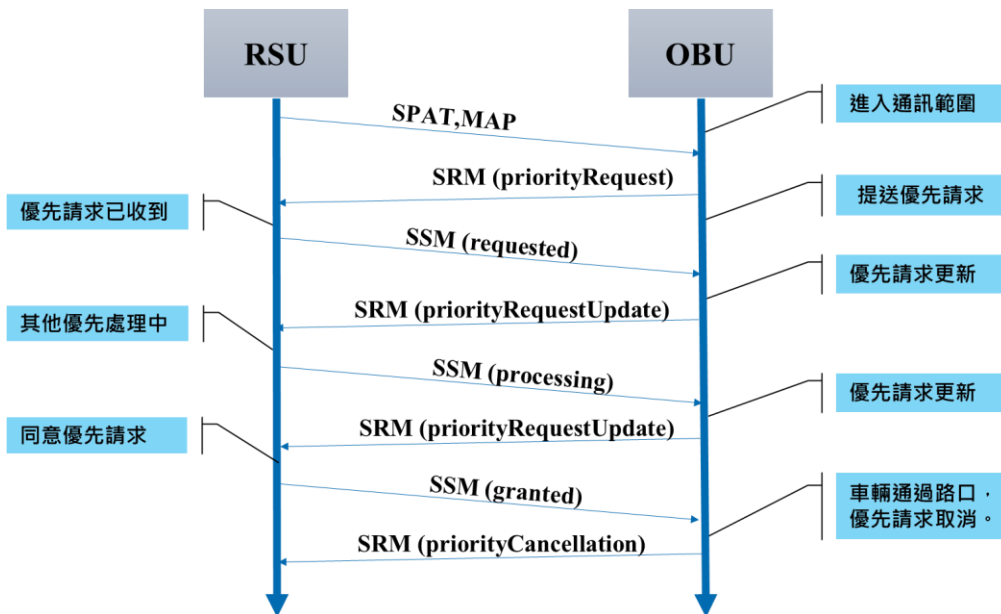 RSU
OBU
進入通訊範圍
SPAT,MAP
SRM (priorityRequest)
提送優先請求
優先請求已收到
SSM (requested)
優先請求更新
SRM (priorityRequestUpdate)
其他優先處理中
SSM (processing)
優先請求更新
SRM (priorityRequestUpdate)
同意優先請求
SSM (granted)
車輛通過路口，
優先請求取消。
SRM (priorityCancellation)